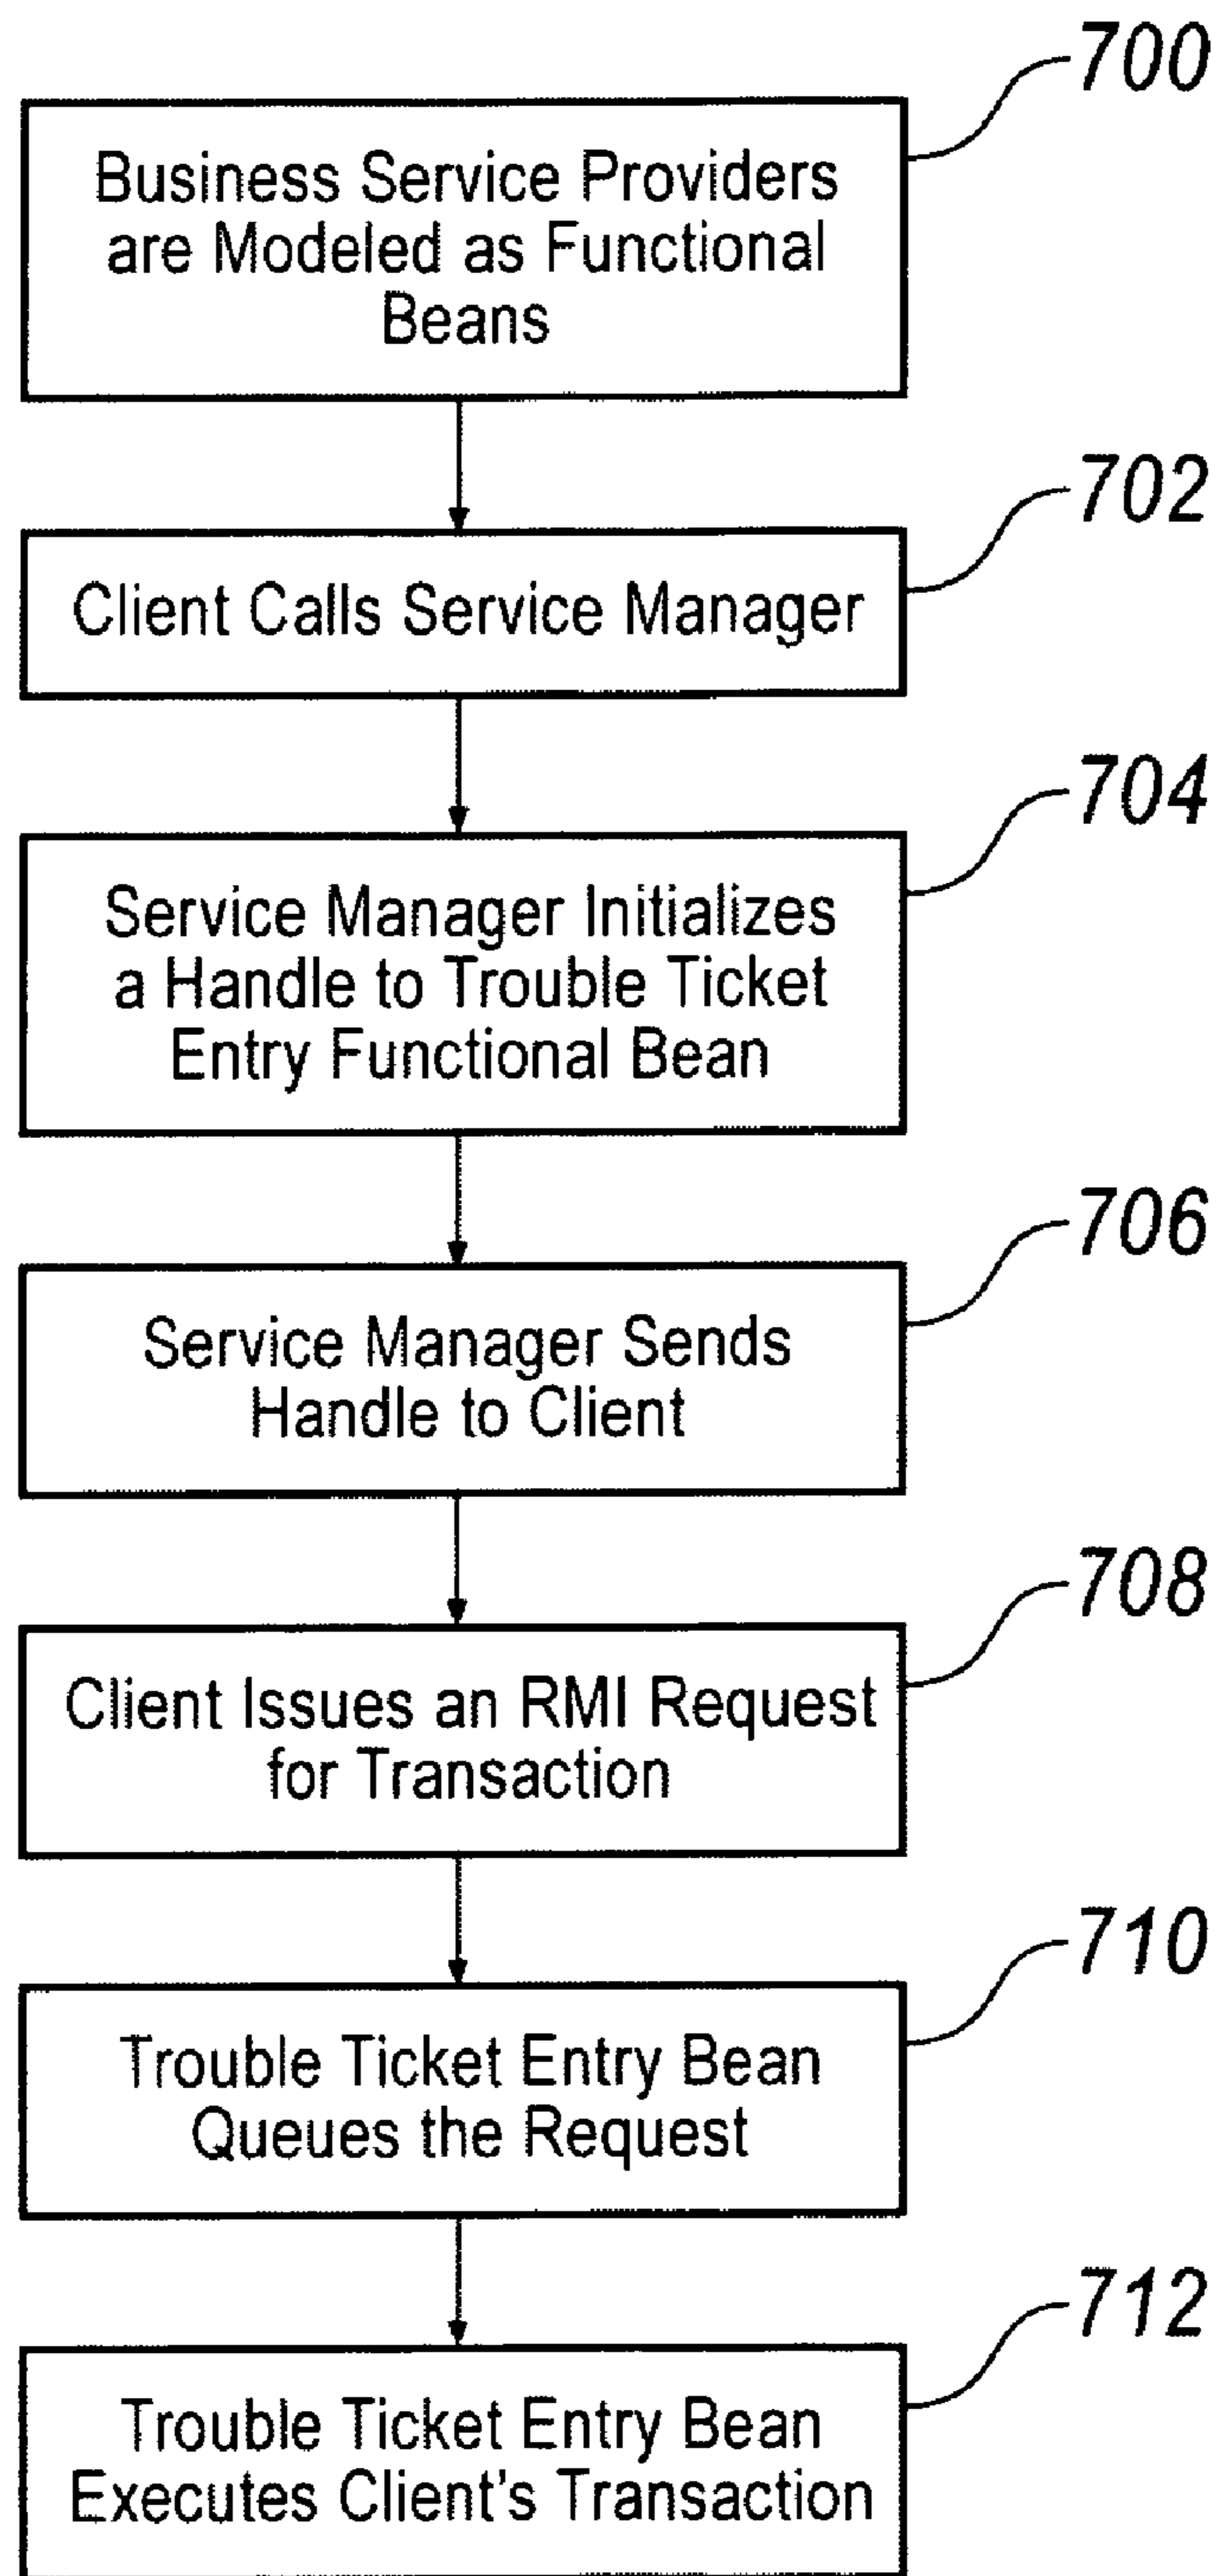 700
Business Service Providers
are Modeled as Functional
Beans
702
Client Calls Service Manager
704
Service Manager Initializes
a Handle to Trouble Ticket
Entry Functional Bean
706
Service Manager Sends
Handle to Client
708
Client Issues an RMI Request
for Transaction
710
Trouble Ticket Entry Bean
Queues the Request
712
Trouble Ticket Entry Bean
Executes Client's Transaction